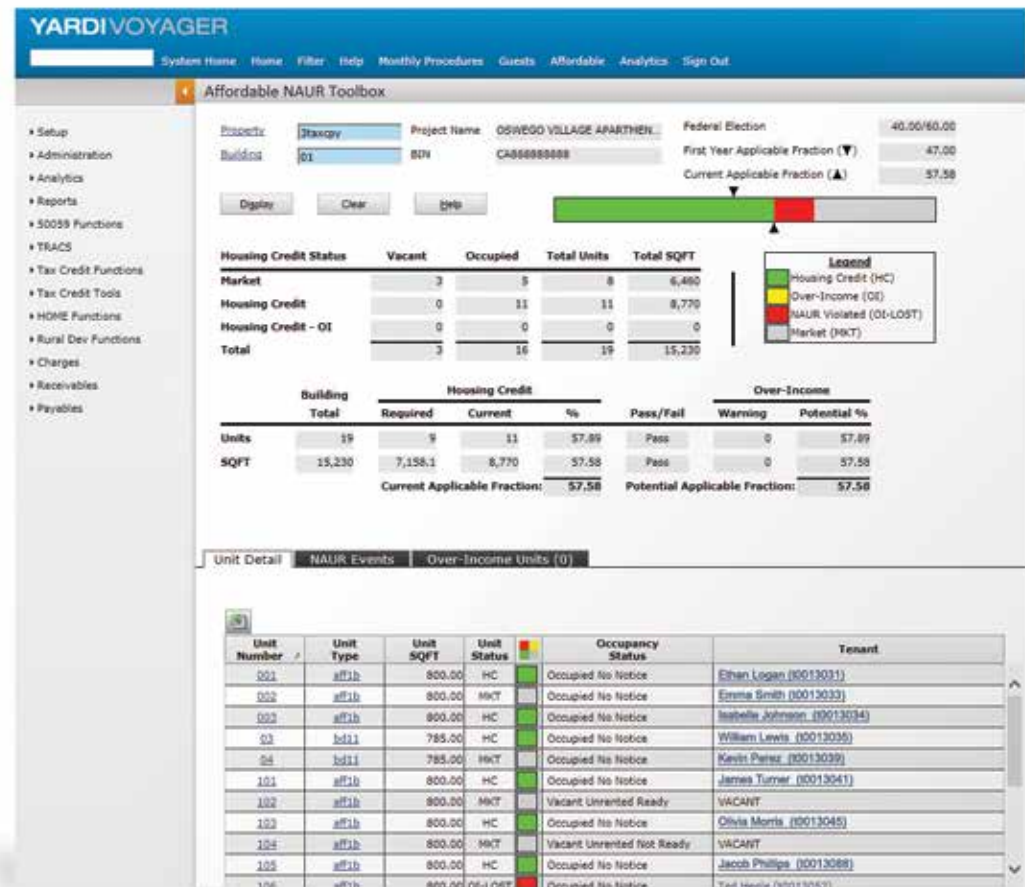 YARDI VOYAGER
System Home Home Filter Help Monthly Procedures Guests Affordable Analytics Sign Out
Affordable NAUR Toolbox
Setup
Administration
Analytics
Reports
50059 Functions
TRACS
Tax Credit Functions
Tax Credit Tools
HOME Functions
Rural Dev Functions
Charges
Receivables
Payables
Property 3taxcpy Project Name OSWEGO VILLAGE APARTMEN... Federal Election 40.00/60.00
Building 01 BIN First Year Applicable Fraction (▼) 47.00
Current Applicable Fraction (▲) 57.58
Display Clear Help
Housing Credit Status Vacant Occupied Total Units Total SQFT
Market 3 5 8 6,460
Housing Credit 0 11 11 8,770
Housing Credit - OI 0 0 0 0
Total 3 16 19 15,230
Legend
Housing Credit (HC)
Over-Income (OI)
NAUR Violated (OI-LOST)
Market (MKT)
Building Housing Credit Over-Income
Total Required Current % Pass/Fail Warning Potential %
Units 19 9 11 57.89 Pass 0 57.89
SQFT 15,230 7,158.1 8,770 57.58 Pass 0 57.58
Current Applicable Fraction: 57.58 Potential Applicable Fraction: 57.58
Unit Detail NAUR Events Over-Income Units (0)
Unit Unit Unit Unit Occupancy Tenant
Number Type SQFT Status Status
001 aff1b 800.00 HC Occupied No Notice Ethan Logan (t0013031)
002 aff1b 800.00 MKT Occupied No Notice Emma Smith (t0013033)
003 aff1b 800.00 HC Occupied No Notice Isabelle Johnson (t0013034)
03 bd11 785.00 HC Occupied No Notice William Lewis (t0013035)
04 bd11 785.00 MKT Occupied No Notice Kevin Perez (t0013039)
101 aff1b 800.00 HC Occupied No Notice James Turner (t0013041)
102 aff1b 800.00 MKT Vacant Unrented Ready VACANT
103 aff1b 800.00 HC Occupied No Notice Olivia Morris (t0013045)
104 aff1b 800.00 MKT Vacant Unrented Not Ready VACANT
105 aff1b 800.00 HC Occupied No Notice Jacob Phillips (t0013088)
106 aff1b 800.00 OI-LOST Occupied No Notice